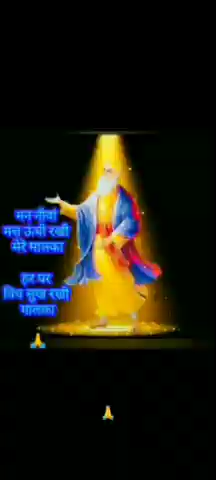 मन नीवां
मत्त ऊंची रखी
मेरे मालका
हर घर
विच सुख रखी
मालका
🙏
🙏